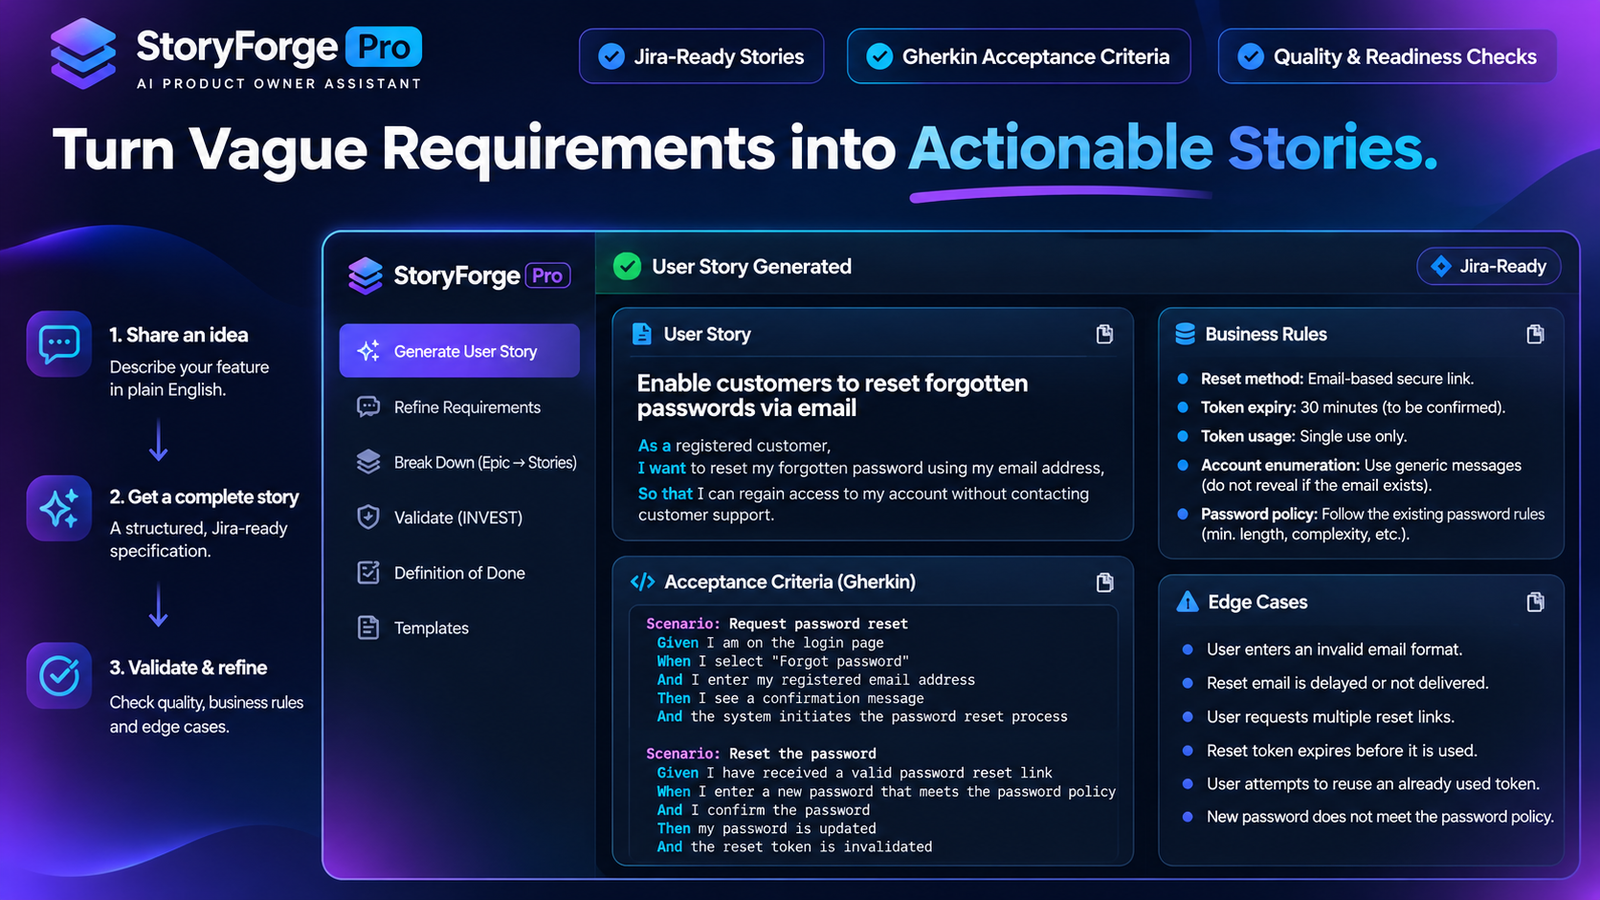 StoryForge Pro
AI PRODUCT OWNER ASSISTANT
Jira-Ready Stories
Gherkin Acceptance Criteria
Quality & Readiness Checks
Turn Vague Requirements into Actionable Stories.
1. Share an idea
Describe your feature
in plain English.
2. Get a complete story
A structured, Jira-ready
specification.
3. Validate & refine
Check quality, business rules
and edge cases.
StoryForge Pro
Generate User Story
Refine Requirements
Break Down (Epic → Stories)
Validate (INVEST)
Definition of Done
Templates
User Story Generated
Jira-Ready
User Story
Enable customers to reset forgotten
passwords via email
As a registered customer,
I want to reset my forgotten password using my email address,
So that I can regain access to my account without contacting
customer support.
Acceptance Criteria (Gherkin)
Scenario: Request password reset
Given I am on the login page
When I select "Forgot password"
And I enter my registered email address
Then I see a confirmation message
And the system initiates the password reset process
Scenario: Reset the password
Given I have received a valid password reset link
When I enter a new password that meets the password policy
And I confirm the password
Then my password is updated
And the reset token is invalidated
Business Rules
Reset method: Email-based secure link.
Token expiry: 30 minutes (to be confirmed).
Token usage: Single use only.
Account enumeration: Use generic messages
(do not reveal if the email exists).
Password policy: Follow the existing password rules
(min. length, complexity, etc.).
Edge Cases
User enters an invalid email format.
Reset email is delayed or not delivered.
User requests multiple reset links.
Reset token expires before it is used.
User attempts to reuse an already used token.
New password does not meet the password policy.